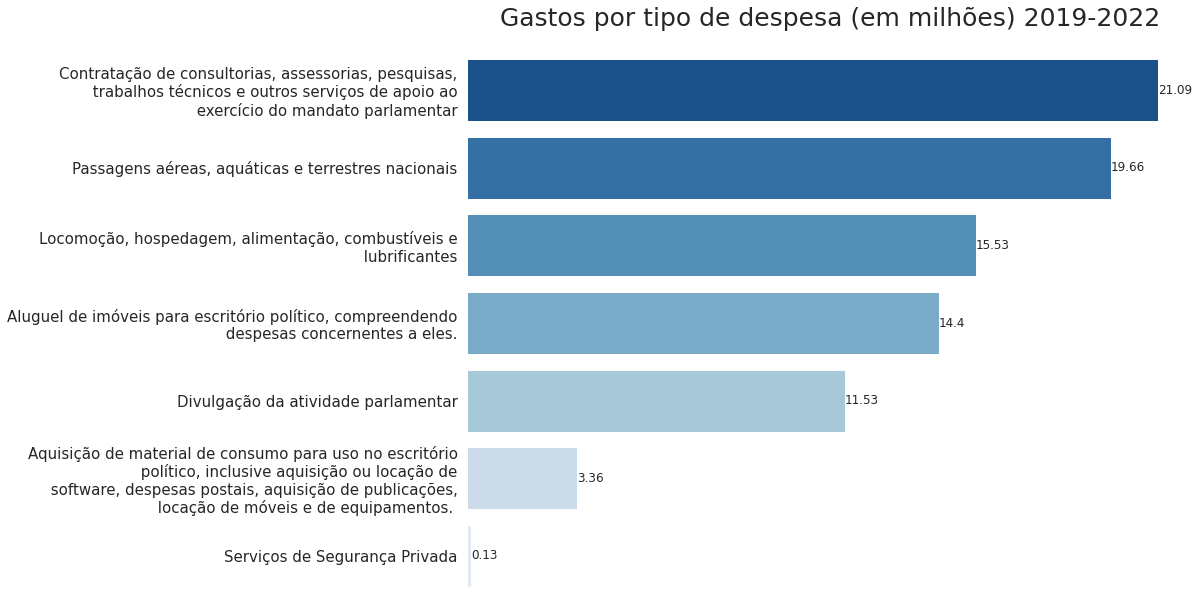 Gastos por tipo de despesa (em milhões) 2019-2022
Contratação de consultorias, assessorias, pesquisas,
trabalhos técnicos e outros serviços de apoio ao
exercício do mandato parlamentar
21.09
Passagens aéreas, aquáticas e terrestres nacionais
19.66
Locomoção, hospedagem, alimentação, combustíveis e
lubrificantes
15.53
Aluguel de imóveis para escritório político, compreendendo
despesas concernentes a eles.
14.4
Divulgação da atividade parlamentar
11.53
Aquisição de material de consumo para uso no escritório
político, inclusive aquisição ou locação de
software, despesas postais, aquisição de publicações,
locação de móveis e de equipamentos.
3.36
Serviços de Segurança Privada
0.13